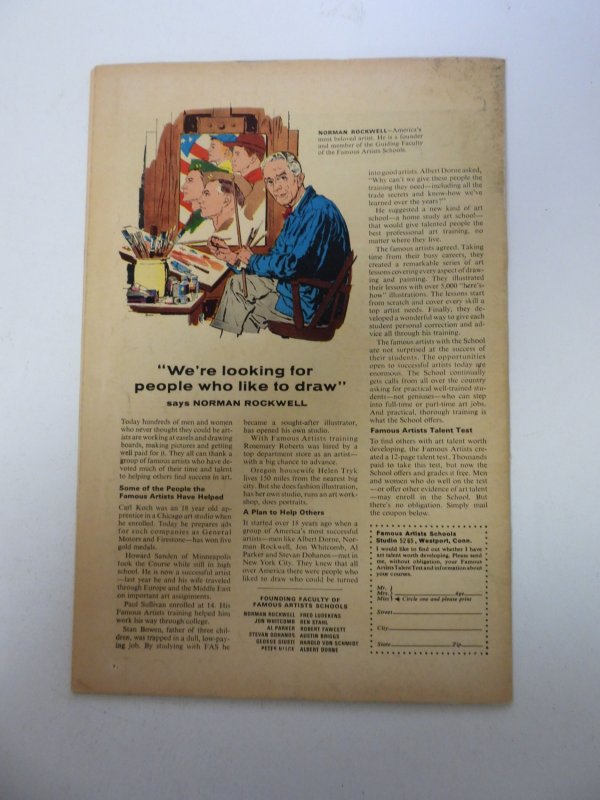 NORMAN ROCKWELL—America's
most beloved artist. He is a founder
and member of the Guiding Faculty
of the Famous Artists Schools.
"We're looking for
people who like to draw"
says NORMAN ROCKWELL
Today hundreds of men and women
who never thought they could be art-
ists are working at easels and drawing
boards, making pictures and getting
well paid for it. They all can thank a
group of famous artists who have de-
voted much of their time and talent
to helping others find success in art.
Some of the People the
Famous Artists Have Helped
Carl Koch was an 18 year old ap-
prentice in a Chicago art studio when
he enrolled. Today he prepares ads
for such companies as General
Motors and Firestone—has won five
gold medals.
Howard Sanden of Minneapolis
took the Course while still in high
school. He is now a successful artist
—last year he and his wife traveled
through Europe and the Middle East
on important art assignments.
Paul Sullivan enrolled at 14. His
Famous Artists training helped him
work his way through college.
Stan Bowen, father of three chil-
dren, was trapped in a dull, low-pay-
ing job. By studying with FAS he
became a sought-after illustrator,
has opened his own studio.
With Famous Artists training
Rosemary Roberts was hired by a
top department store as an artist—
with a big chance to advance.
Oregon housewife Helen Tryk
lives 150 miles from the nearest big
city. But she does fashion illustration,
has her own studio, runs an art work-
shop, does portraits.
A Plan to Help Others
It started over 18 years ago when a
group of America's most successful
artists—men like Albert Dorne, Nor-
man Rockwell, Jon Whitcomb, Al
Parker and Stevan Dohanos—met in
New York City. They knew that all
over America there were people who
liked to draw who could be turned
FOUNDING FACULTY OF
FAMOUS ARTISTS SCHOOLS
NORMAN ROCKWELL FRED LUDEKENS
JON WHITCOMB BEN STAHL
AL PARKER ROBERT FAWCETT
STEVAN DOHANOS AUSTIN BRIGGS
GEORGE GIUSTI HAROLD VON SCHMIDT
PETER HELCK ALBERT DORNE
into good artists. Albert Dorne asked,
"Why can't we give these people the
training they need—including all the
trade secrets and know-how we've
learned over the years?"
He suggested a new kind of art
school—a home study art school—
that would give talented people the
best professional art training, no
matter where they live.
The famous artists agreed. Taking
time from their busy careers, they
created a remarkable series of art
lessons covering every aspect of draw-
ing and painting. They illustrated
their lessons with over 5,000 "here's-
how" illustrations. The lessons start
from scratch and cover every skill a
top artist needs. Finally, they de-
veloped a wonderful way to give each
student personal correction and ad-
vice all through his training.
The famous artists with the School
are not surprised at the success of
their students. The opportunities
open to successful artists today are
enormous. The School continually
gets calls from all over the country
asking for practical well-trained stu-
dents—not geniuses—who can step
into full-time or part-time art jobs.
And practical, thorough training is
what the School offers.
Famous Artists Talent Test
To find others with art talent worth
developing, the Famous Artists cre-
ated a 12-page talent test. Thousands
paid to take this test, but now the
School offers and grades it free. Men
and women who do well on the test
—or offer other evidence of art talent
—may enroll in the School. But
there's no obligation. Simply mail
the coupon below.
Famous Artists Schools
Studio 5265, Westport, Conn.
I would like to find out whether I have
art talent worth developing. Please send
me, without obligation, your Famous
Artists Talent Test and information about
your courses.
Mr.
Mrs. Age
Miss Circle one and please print
Street
City
State Zip